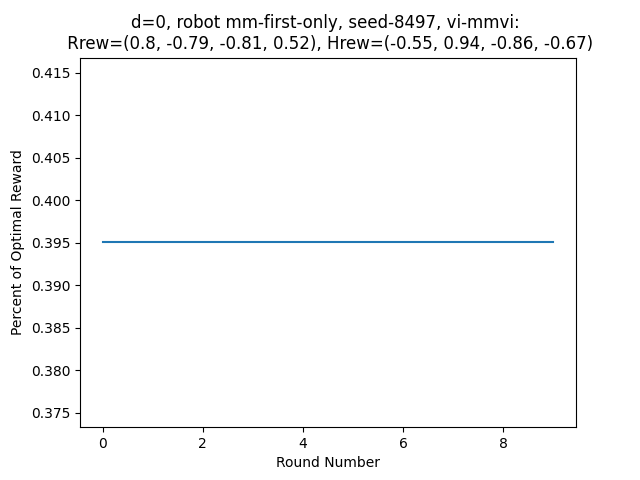 d=0, robot mm-first-only, seed-8497, vi-mmvi:
Rrew=(0.8, -0.79, -0.81, 0.52), Hrew=(-0.55, 0.94, -0.86, -0.67)
0.415
0.410
0.405
0.400
0.395
0.390
0.385
0.380
0.375
Percent of Optimal Reward
0 2 4 6 8
Round Number